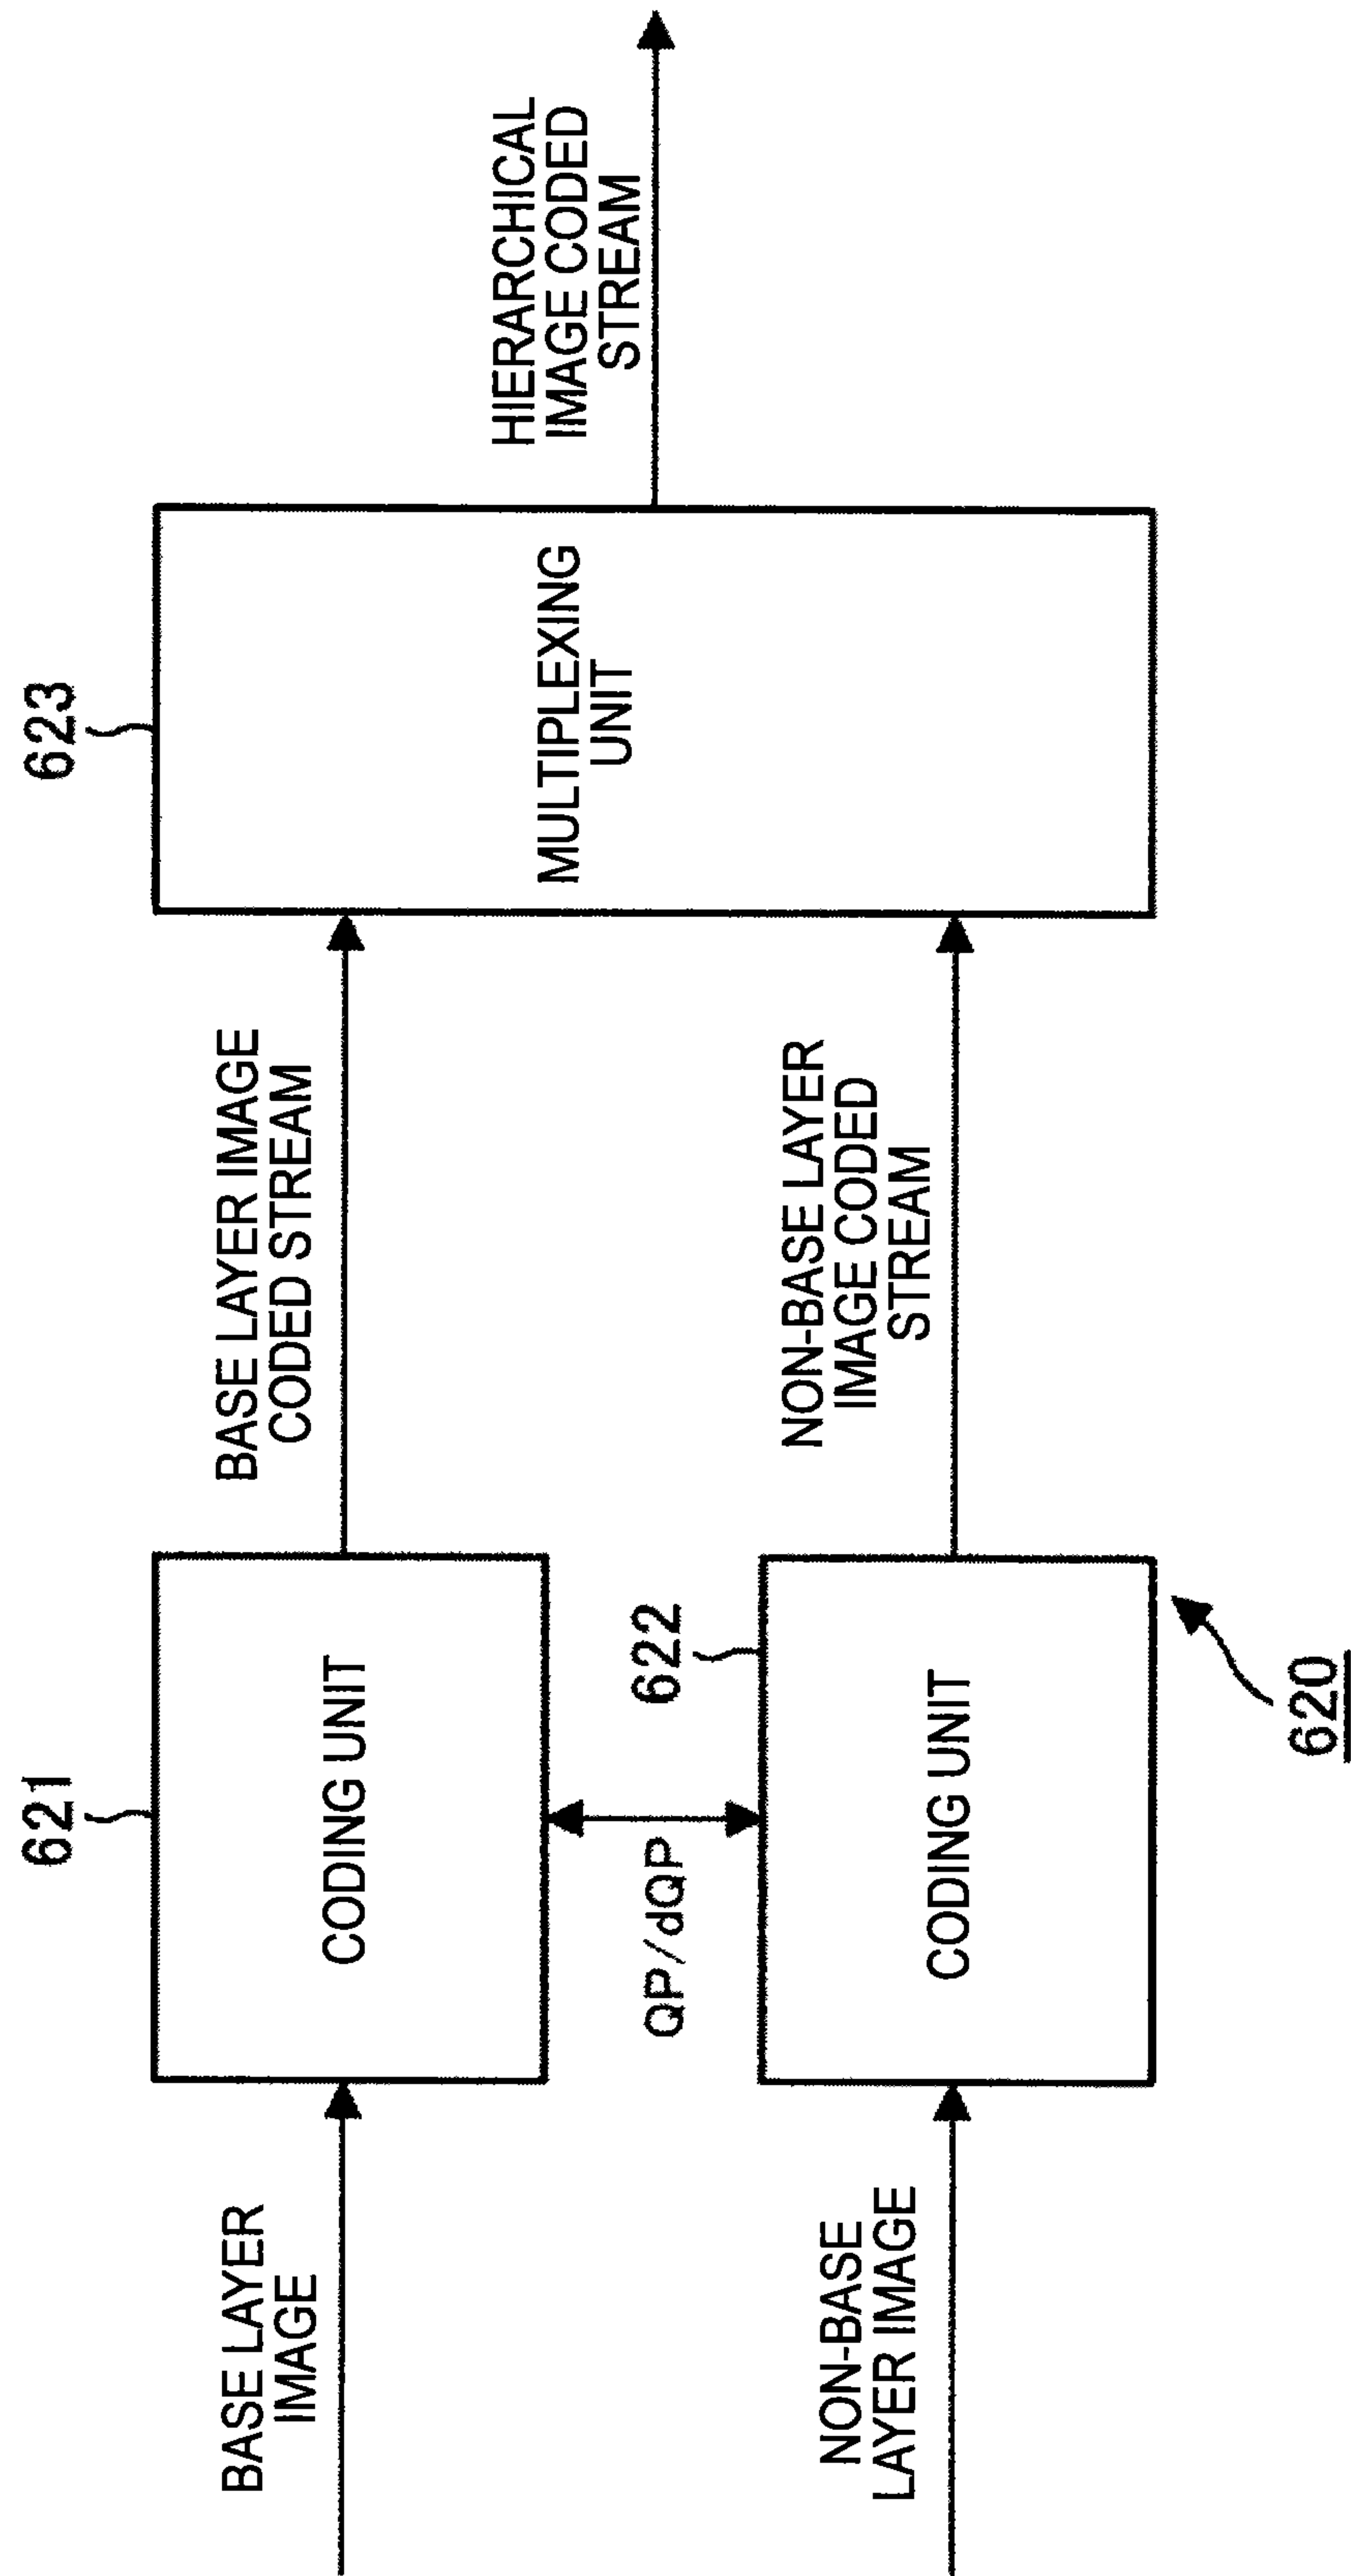 BASE LAYER
IMAGE
621
CODING UNIT
BASE LAYER IMAGE
CODED STREAM
QP/dQP
NON-BASE
LAYER IMAGE
622
CODING UNIT
620
NON-BASE LAYER
IMAGE CODED
STREAM
623
MULTIPLEXING
UNIT
HIERARCHICAL
IMAGE CODED
STREAM